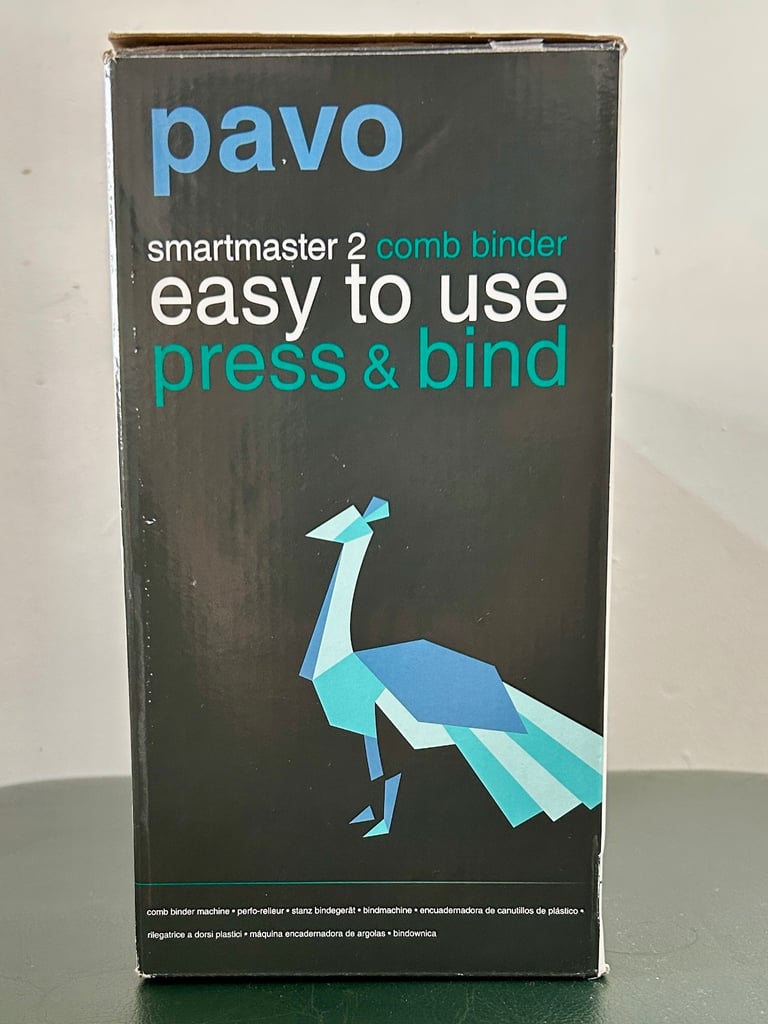 pavo
smartmaster 2 comb binder
easy to use
press & bind
comb binder machine • perfo-relieur • stanz bindegerät • bindmachine • encuadernadora de canutillos de plástico •
rilegatrice a dorsi plastici • máquina encadernadora de argolas • bindownica